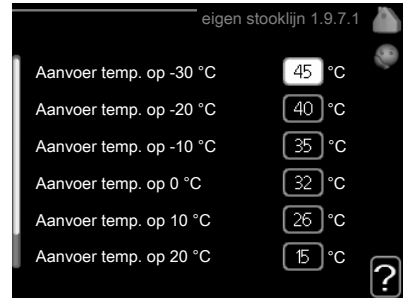 eigen stooklijn 1.9.7.1
Aanvoer temp. op -30 °C 45 °C
Aanvoer temp. op -20 °C 40 °C
Aanvoer temp. op -10 °C 35 °C
Aanvoer temp. op 0 °C 32 °C
Aanvoer temp. op 10 °C 26 °C
Aanvoer temp. op 20 °C 15 °C
?